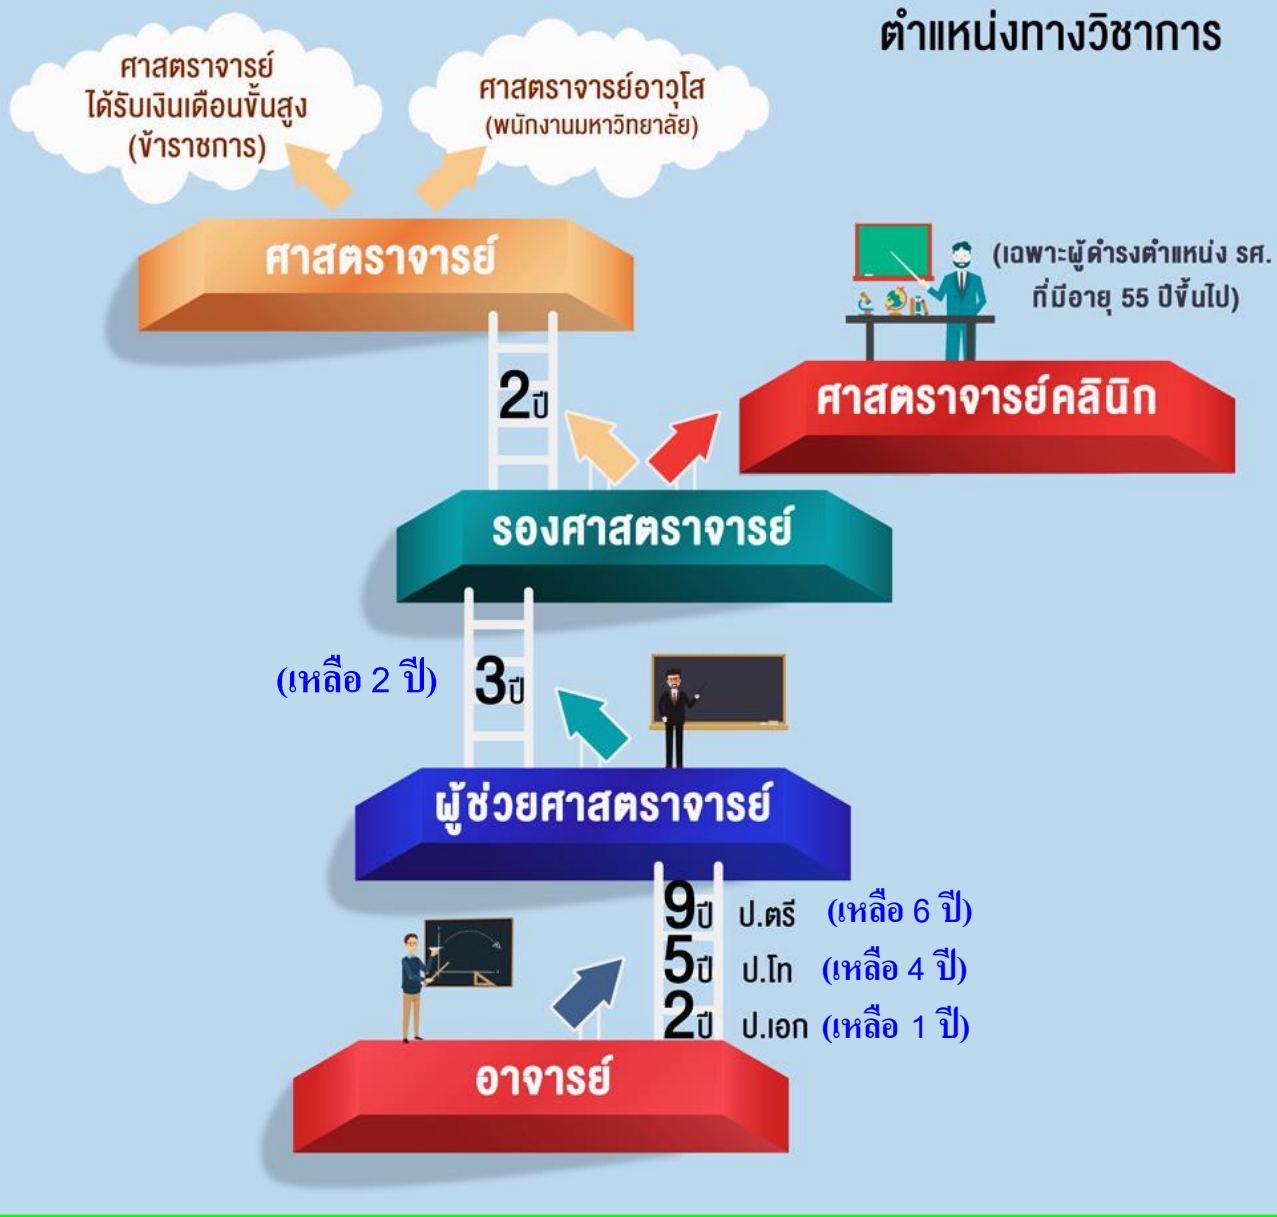 ตำแหน่งทางวิชาการ
ศาสตราจารย์
ได้รับเงินเดือนขั้นสูง
(ข้าราชการ)
ศาสตราจารย์อาวุโส
(พนักงานมหาวิทยาลัย)
ศาสตราจารย์
(เฉพาะผู้ดำรงตำแหน่ง รศ.
ที่มีอายุ 55 ปีขึ้นไป)
2ปี
ศาสตราจารย์คลินิก
รองศาสตราจารย์
(เหลือ 2 ปี) 3ปี
ผู้ช่วยศาสตราจารย์
9ปี ป.ตรี (เหลือ 6 ปี)
5ปี ป.โท (เหลือ 4 ปี)
2ปี ป.เอก (เหลือ 1 ปี)
อาจารย์